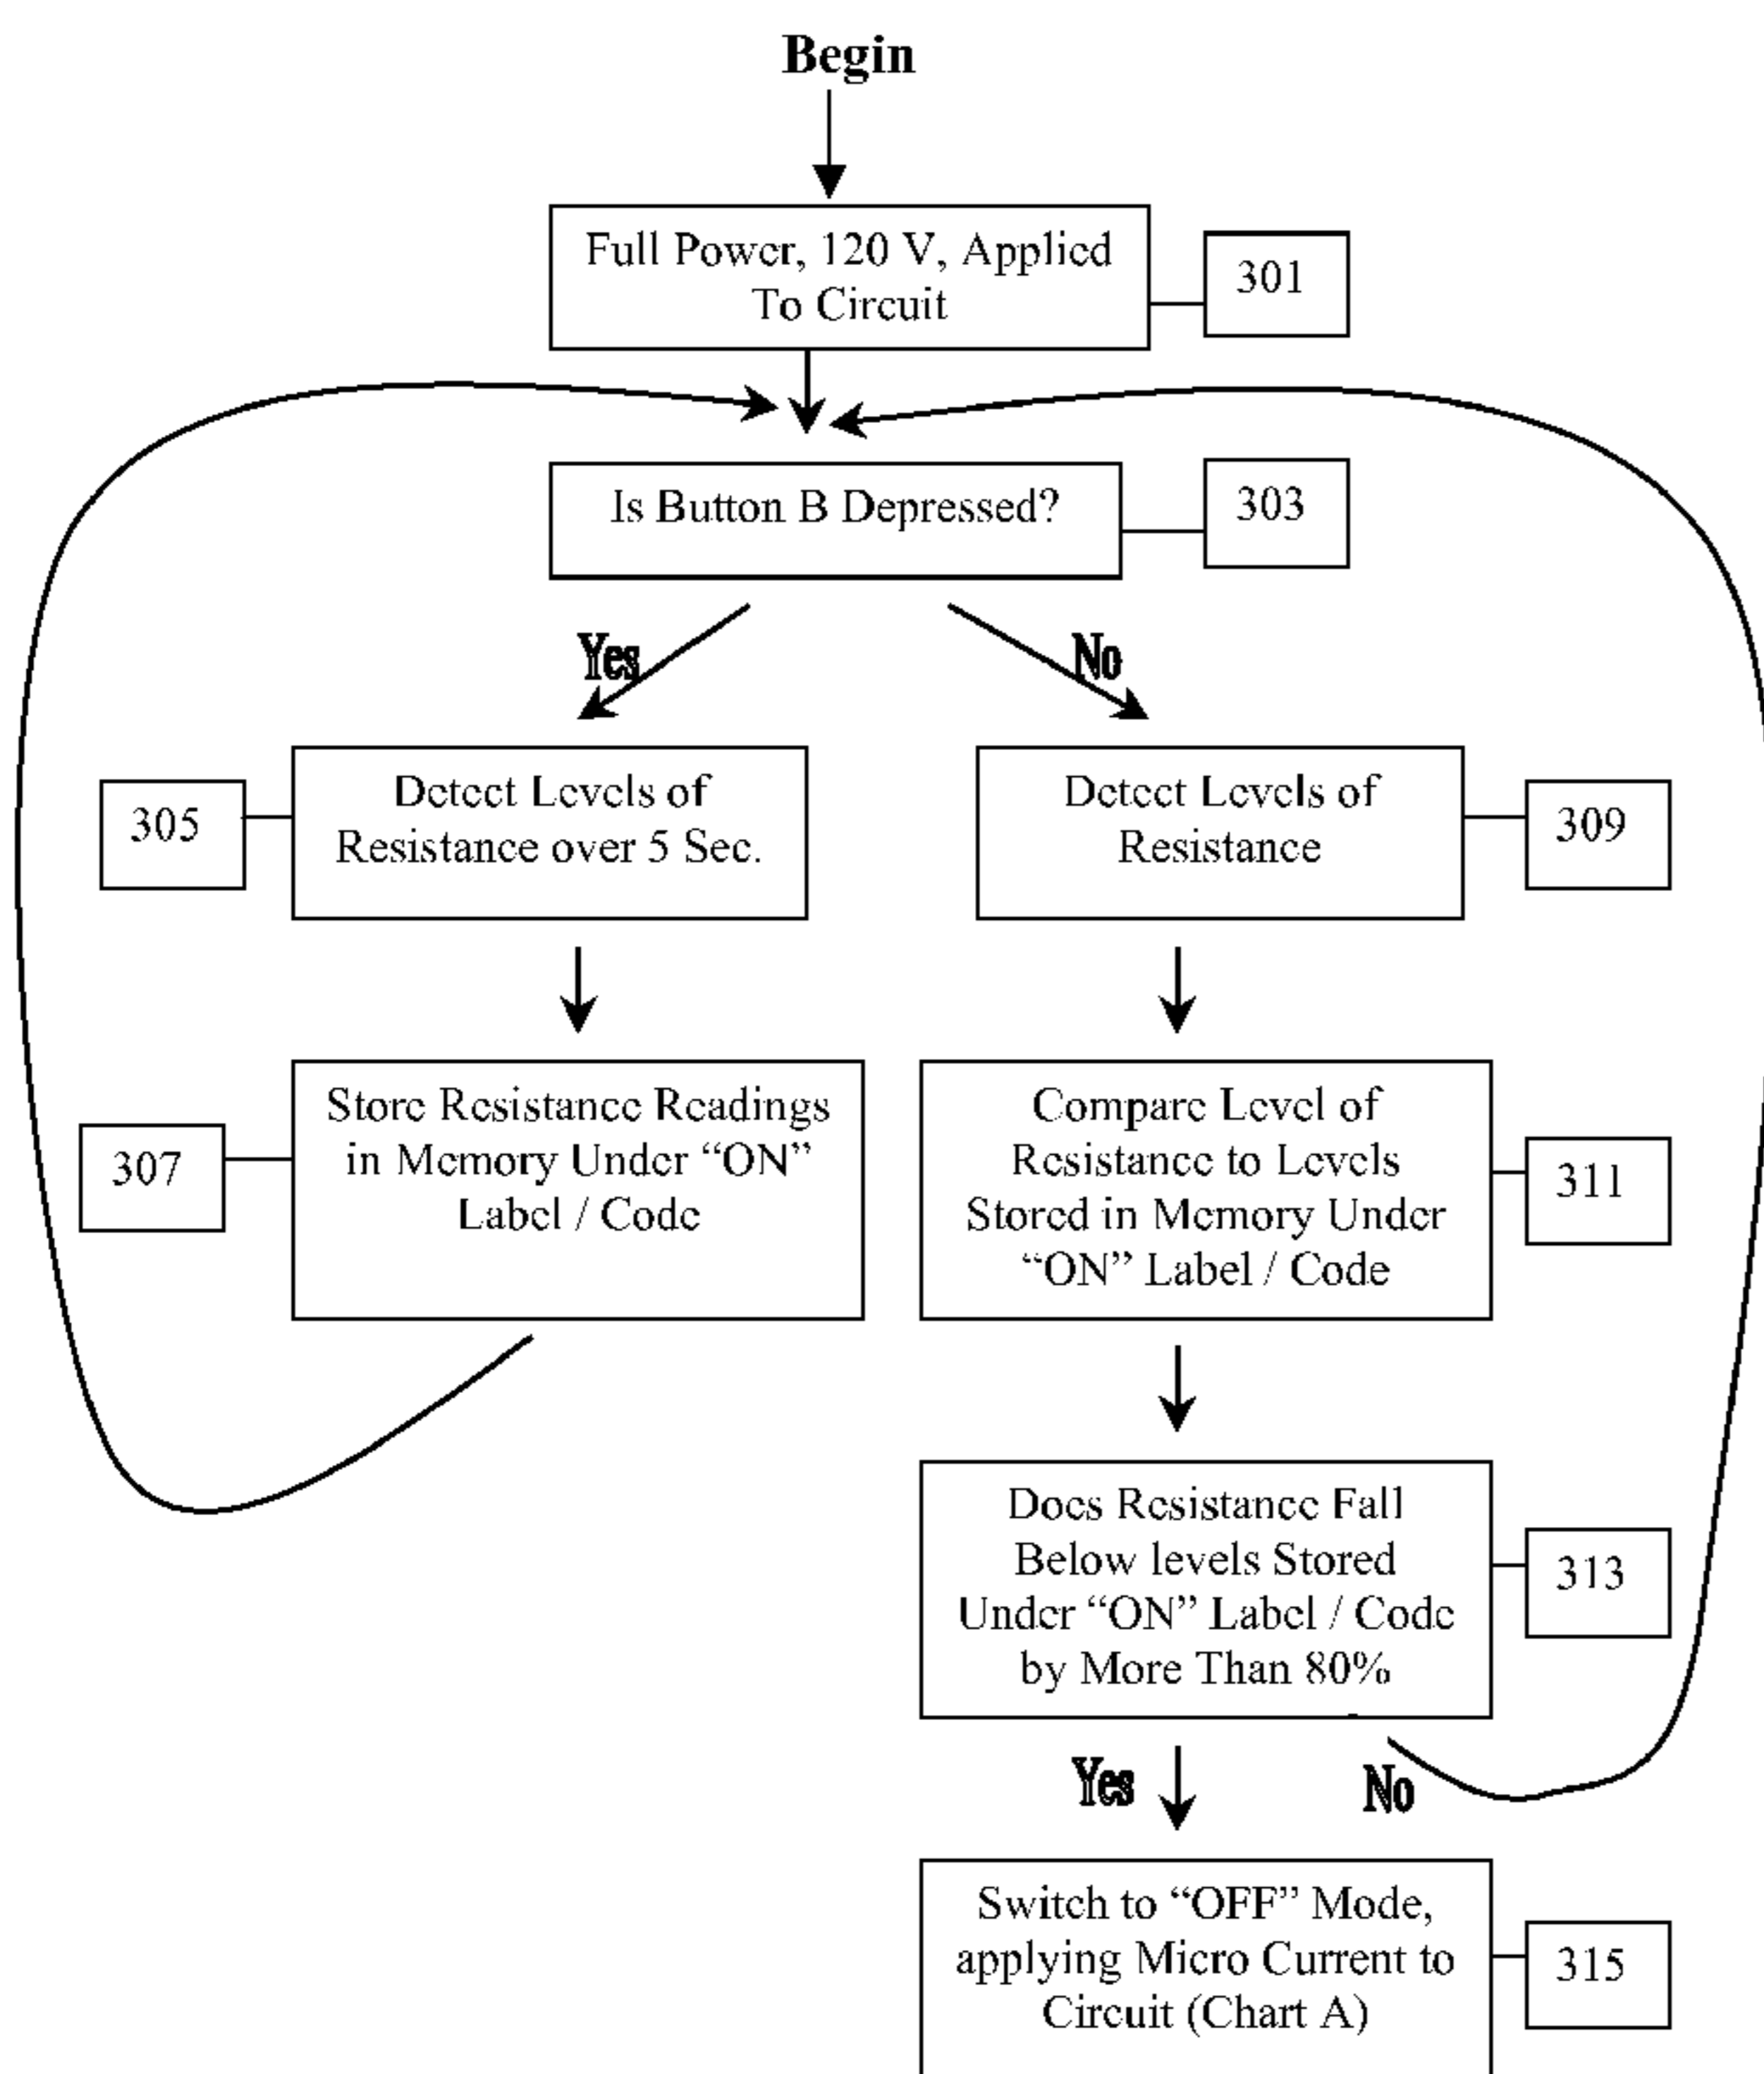 Begin
Full Power, 120 V, Applied
To Circuit
301
Is Button B Depressed?
303
Yes
No
305
Detect Levels of
Resistance over 5 Sec.
Detect Levels of
Resistance
309
307
Store Resistance Readings
in Memory Under “ON”
Label / Code
Compare Level of
Resistance to Levels
Stored in Memory Under
“ON” Label / Code
311
Does Resistance Fall
Below levels Stored
Under “ON” Label / Code
by More Than 80%
313
Yes
No
Switch to “OFF” Mode,
applying Micro Current to
Circuit (Chart A)
315